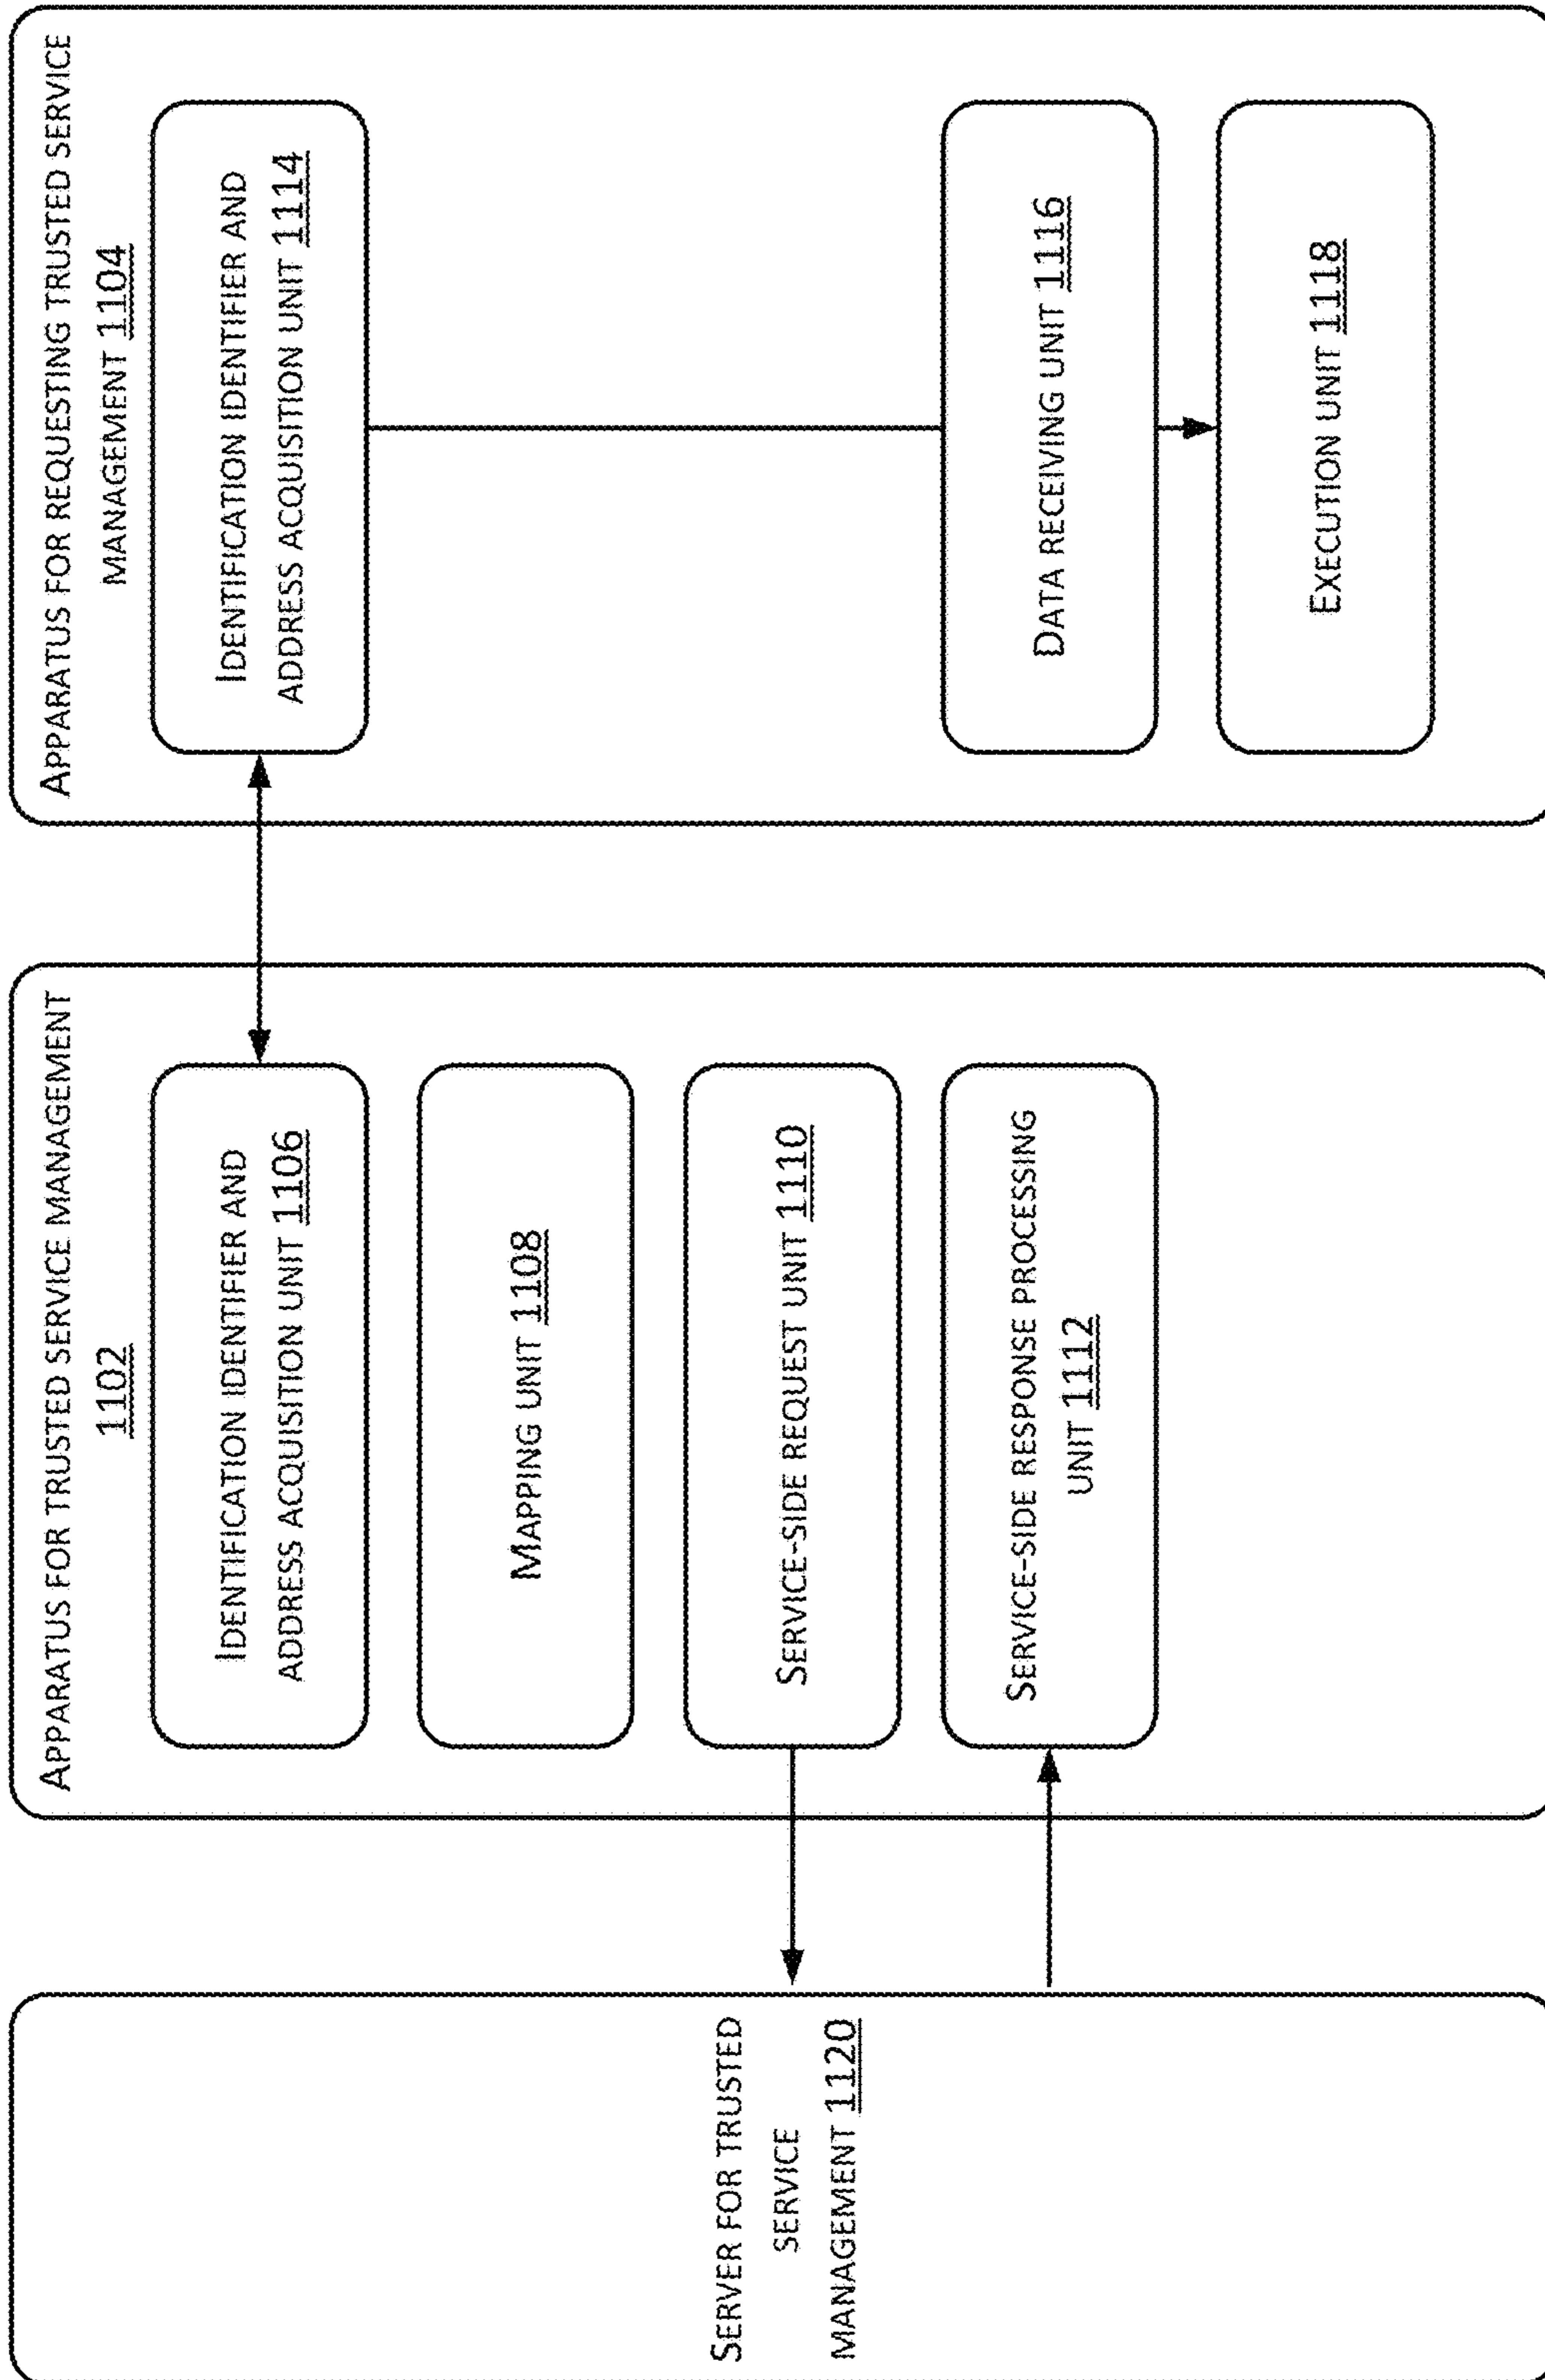 Server for trusted
service
management 1120
Apparatus for trusted service management
1102
Identification identifier and
address acquisition unit 1106
Mapping unit 1108
Service-side request unit 1110
Service-side response processing
unit 1112
Apparatus for requesting trusted service
management 1104
Identification identifier and
address acquisition unit 1114
Data receiving unit 1116
Execution unit 1118